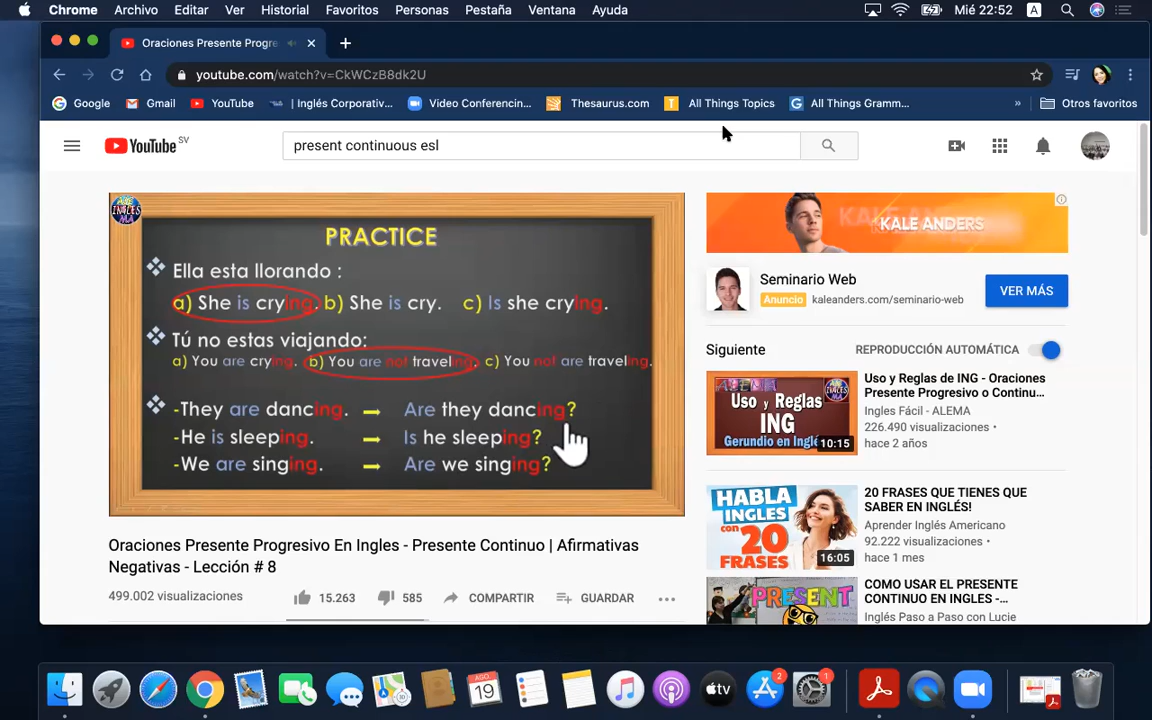 Chrome Archivo Editar Ver Historial Favoritos Personas Pestaña Ventana Ayuda Mié 22:52 A
Oraciones Presente Progre
youtube.com/watch?v=CkWCzB8dk2U
Google Gmail YouTube | Inglés Corporativ... Video Conferencin... Thesaurus.com All Things Topics All Things Gramm... » Otros favoritos
YouTube SV present continuous esl
PRACTICE
Ella esta llorando :
a) She is crying. b) She is cry. c) Is she crying.
Tú no estas viajando:
a) You are crying. b) You are not traveling. c) You not are traveling.
-They are dancing. Are they dancing?
-He is sleeping. Is he sleeping?
-We are singing. Are we singing?
Oraciones Presente Progresivo En Ingles - Presente Continuo | Afirmativas
Negativas - Lección # 8
499.002 visualizaciones 15.263 585 COMPARTIR GUARDAR
KALE ANDERS
Seminario Web
Anuncio kaleanders.com/seminario-web
VER MÁS
Siguiente REPRODUCCIÓN AUTOMÁTICA
ALEMA
Uso y Reglas
ING
Gerundio en Inglés
10:15
Uso y Reglas de ING - Oraciones
Presente Progresivo o Continu...
Ingles Fácil - ALEMA
226.490 visualizaciones •
hace 2 años
HABLA
INGLES
con 20
FRASES
16:05
20 FRASES QUE TIENES QUE
SABER EN INGLÉS!
Aprender Inglés Americano
92.222 visualizaciones •
hace 1 mes
PRESENT
COMO USAR EL PRESENTE
CONTINUO EN INGLES -...
Inglés Paso a Paso con Lucie
AGO
19
tv
2
1